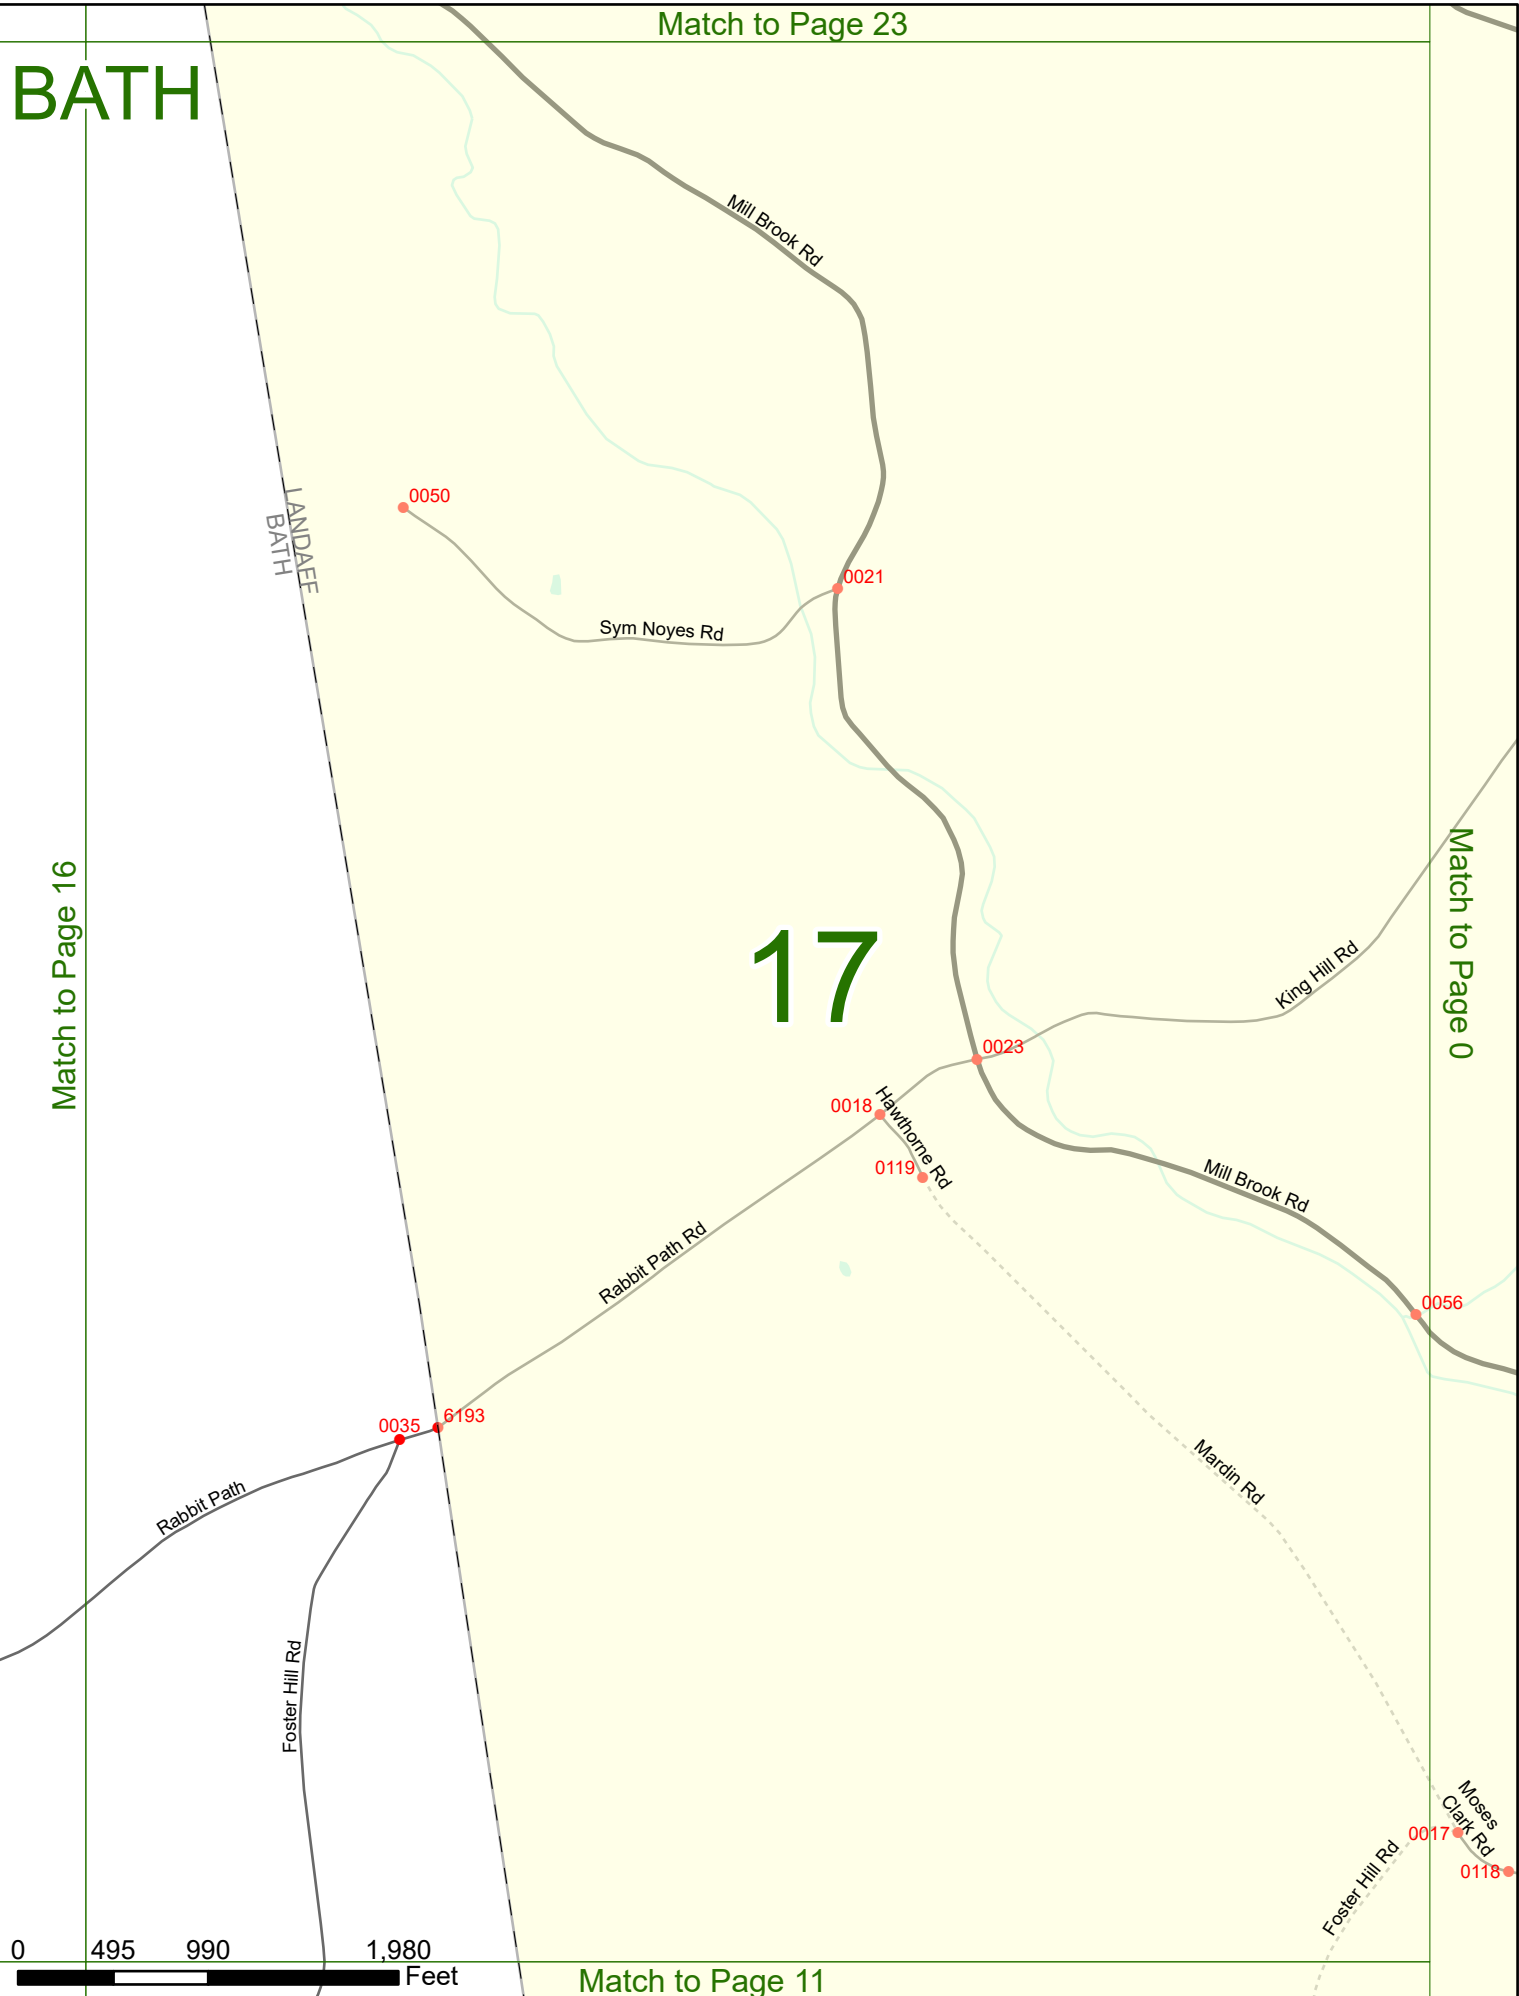 Match to Page 23
BATH
Mill Brook Rd
0050
LANDAFF
BATH
0021
Sym Noyes Rd
Match to Page 16
Match to Page 0
17
King Hill Rd
0023
0018
Hawthorne Rd
0119
Mill Brook Rd
Rabbit Path Rd
0056
6193
0035
Rabbit Path
Mardin Rd
Foster Hill Rd
Moses
Clark Rd
0017
0118
Foster Hill Rd
0 495 990 1,980
Feet
Match to Page 11